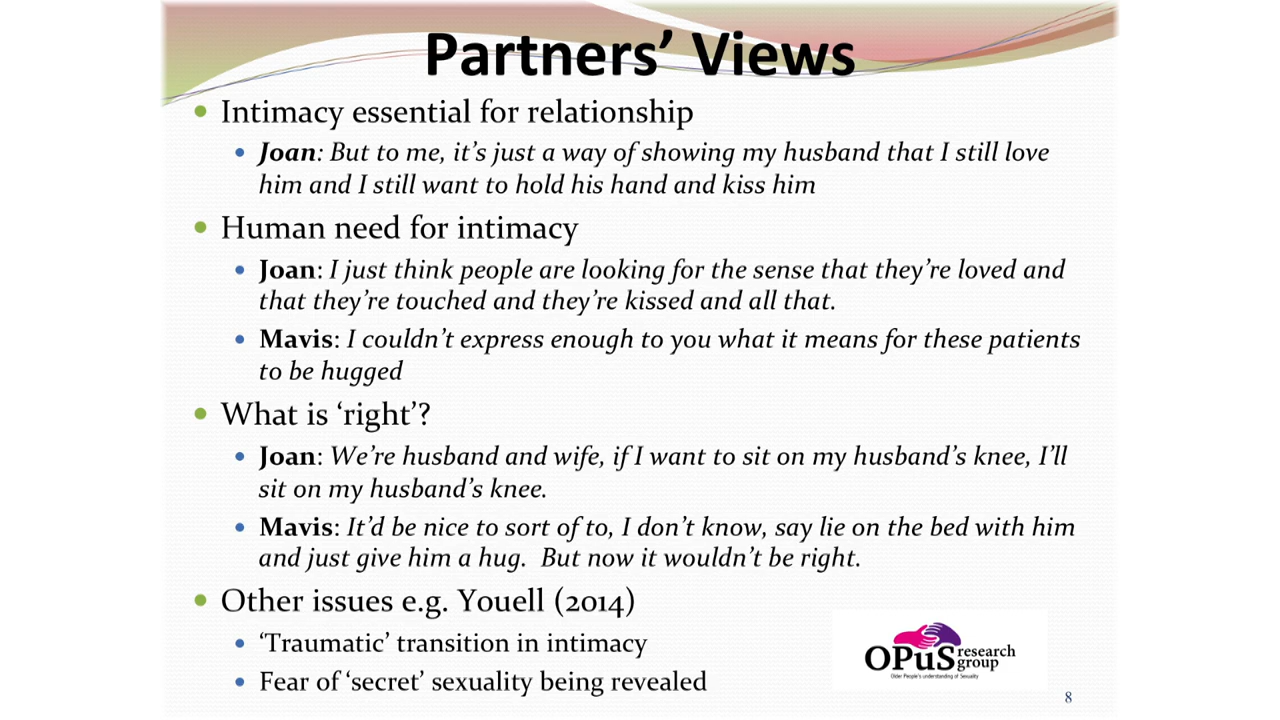 Partners’ Views
• Intimacy essential for relationship
• Joan: But to me, it’s just a way of showing my husband that I still love
him and I still want to hold his hand and kiss him
• Human need for intimacy
• Joan: I just think people are looking for the sense that they’re loved and
that they’re touched and they’re kissed and all that.
• Mavis: I couldn’t express enough to you what it means for these patients
to be hugged
• What is ‘right’?
• Joan: We’re husband and wife, if I want to sit on my husband’s knee, I’ll
sit on my husband’s knee.
• Mavis: It’d be nice to sort of to, I don’t know, say lie on the bed with him
and just give him a hug.  But now it wouldn’t be right.
• Other issues e.g. Youell (2014)
• ‘Traumatic’ transition in intimacy
• Fear of ‘secret’ sexuality being revealed
OPuS research
group
Older People's understanding of Sexuality
8